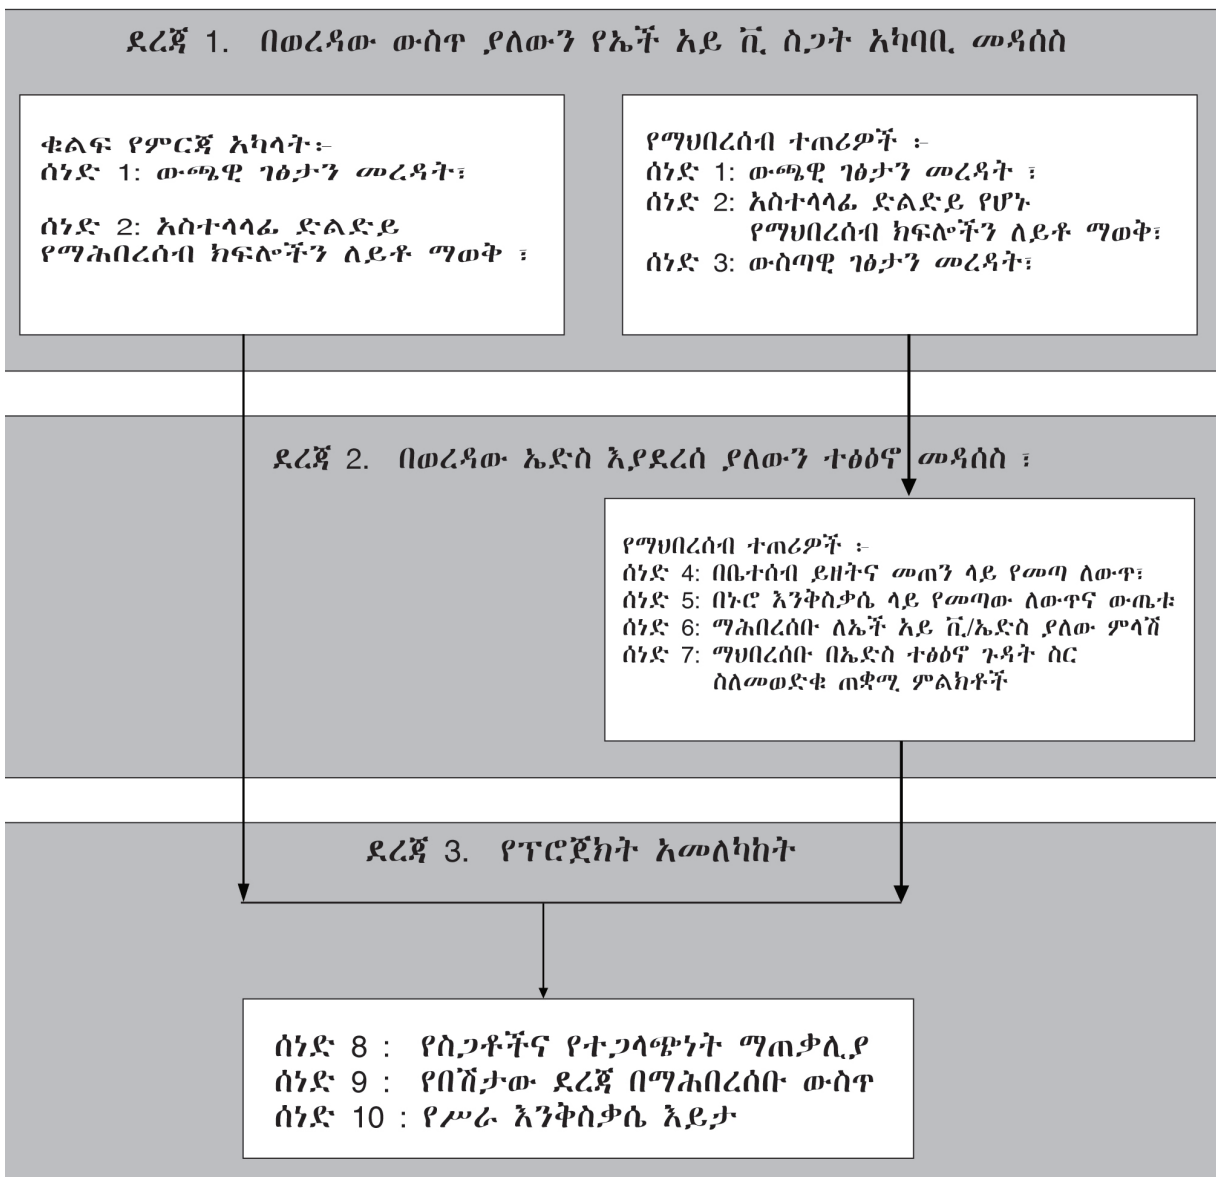 ደረጃ 1. በወረዳው ውስጥ ያለውን የኤች አይ ቪ ስጋት አካባቢ መዳሰስ
ቁልፍ የምርጃ አካላት፦
ሰነድ 1: ውጫዊ ገፅታን መረዳት፣
ሰነድ 2: አስተላላፊ ድልድይ
የማሕበረሰብ ክፍሎችን ለይቶ ማወቅ ፣
የማህበረሰብ ተጠሪዎች ፦
ሰነድ 1: ውጫዊ ገፅታን መረዳት ፣
ሰነድ 2: አስተላላፊ ድልድይ የሆኑ
የማህበረሰብ ክፍሎችን ለይቶ ማወቅ፣
ሰነድ 3: ውስጣዊ ገፅታን መረዳት፣
ደረጃ 2. በወረዳው ኤድስ እያደረሰ ያለውን ተፅዕኖ መዳሰስ ፣
የማህበረሰብ ተጠሪዎች ፦
ሰነድ 4: በቤተሰብ ይዘትና መጠን ላይ የመጣ ለውጥ፣
ሰነድ 5: በኑሮ እንቅስቃሴ ላይ የመጣው ለውጥና ውጤቱ
ሰነድ 6: ማሕበረሰቡ ለኤች አይ ቪ/ኤድስ ያለው ምላሽ
ሰነድ 7: ማህበረሰቡ በኤድስ ተፅዕኖ ጉዳት ስር
ስለመወድቁ ጠቋሚ ምልክቶች
ደረጃ 3. የፕሮጀክት አመለካከት
ሰነድ 8 : የስጋቶችና የተጋላጭነት ማጠቃሊያ
ሰነድ 9 : የበሽታው ደረጃ በማሕበረሰቡ ውስጥ
ሰነድ 10 : የሥራ እንቅስቃሴ እይታ